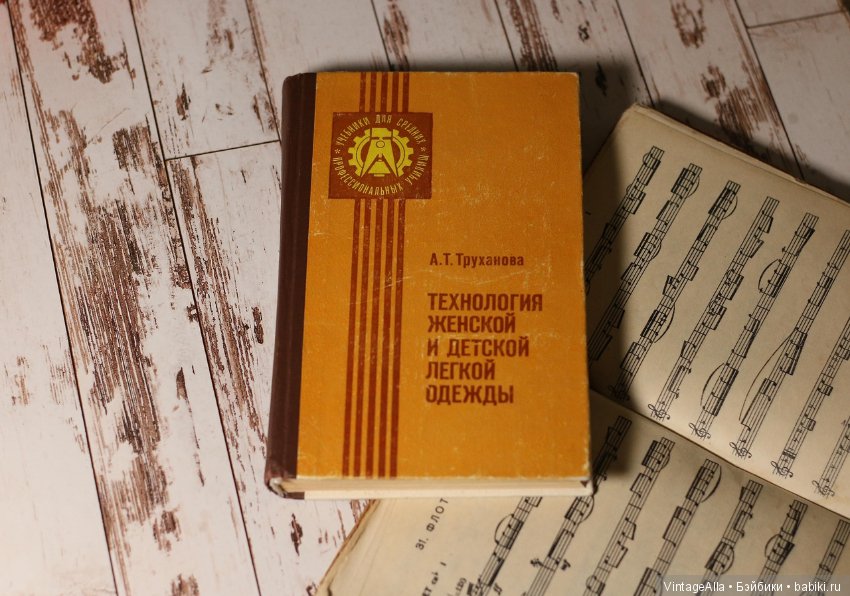 * УЧЕБНИКИ ДЛЯ СРЕДНИХ *
ПРОФЕССИОНАЛЬНЫХ УЧИЛИЩ
А.Т. Труханова
ТЕХНОЛОГИЯ
ЖЕНСКОЙ
И ДЕТСКОЙ
ЛЕГКОЙ
ОДЕЖДЫ
31. ФЛОТ
VintageAlla • Бэйбики • babiki.ru